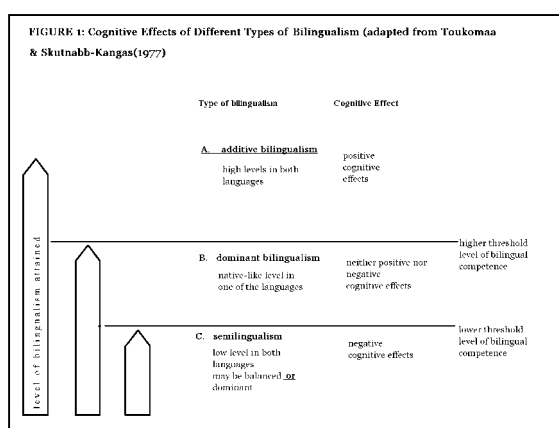 FIGURE 1: Cognitive Effects of Different Types of Bilingualism (adapted from Toukomaa
& Skutnabb-Kangas(1977)
Type of bilingualism Cognitive Effect
A. additive bilingualism
high levels in both
languages
positive
cognitive
effects
higher threshold
level of bilingual
competence
B. dominant bilingualism
native-like level in
one of the languages
neither positive nor
negative
cognitive effects
lower threshold
level of bilingual
competence
C. semilingualism
low level in both
languages
may be balanced or
dominant
negative
cognitive effects
level of bilingualism attained